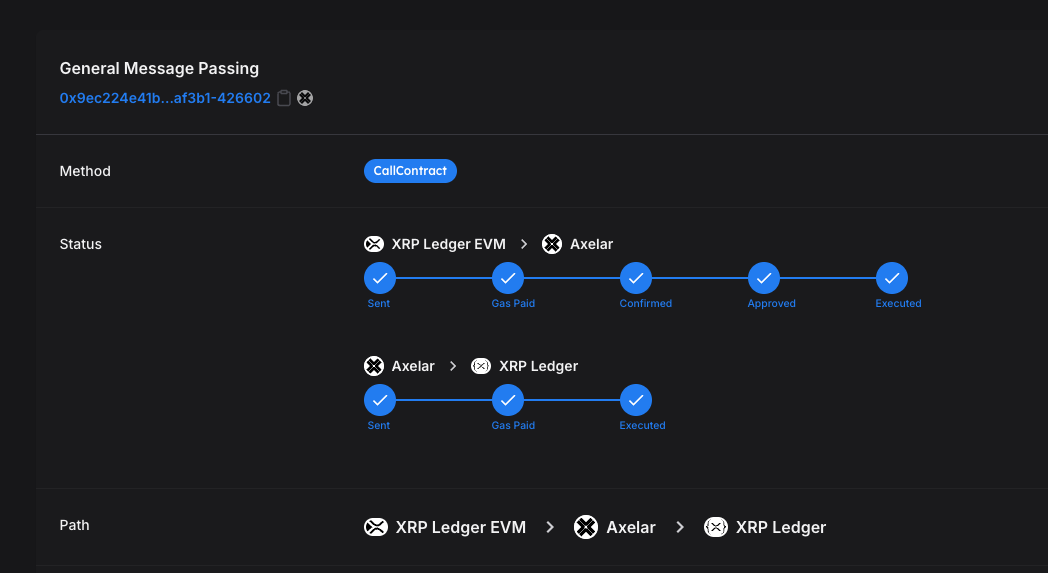 General Message Passing
0x9ec224e41b...af3b1-426602
Method
CallContract
Status
XRP Ledger EVM > Axelar
Sent Gas Paid Confirmed Approved Executed
Axelar > XRP Ledger
Sent Gas Paid Executed
Path
XRP Ledger EVM > Axelar > XRP Ledger